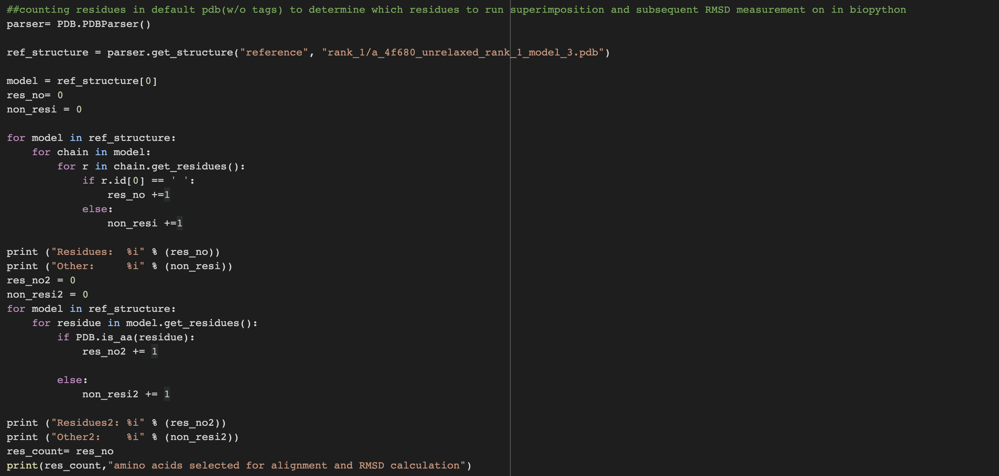 ##counting residues in default pdb(w/o tags) to determine which residues to run superimposition and subsequent RMSD measurement on in biopython
parser= PDB.PDBParser()

ref_structure = parser.get_structure("reference", "rank_1/a_4f680_unrelaxed_rank_1_model_3.pdb")

model = ref_structure[0]
res_no= 0
non_resi = 0

for model in ref_structure:
    for chain in model:
        for r in chain.get_residues():
            if r.id[0] == ' ':
                res_no +=1
            else:
                non_resi +=1

print ("Residues:  %i" % (res_no))
print ("Other:     %i" % (non_resi))
res_no2 = 0
non_resi2 = 0
for model in ref_structure:
    for residue in model.get_residues():
        if PDB.is_aa(residue):
            res_no2 += 1

        else:
            non_resi2 += 1

print ("Residues2: %i" % (res_no2))
print ("Other2:    %i" % (non_resi2))
res_count= res_no
print(res_count,"amino acids selected for alignment and RMSD calculation")